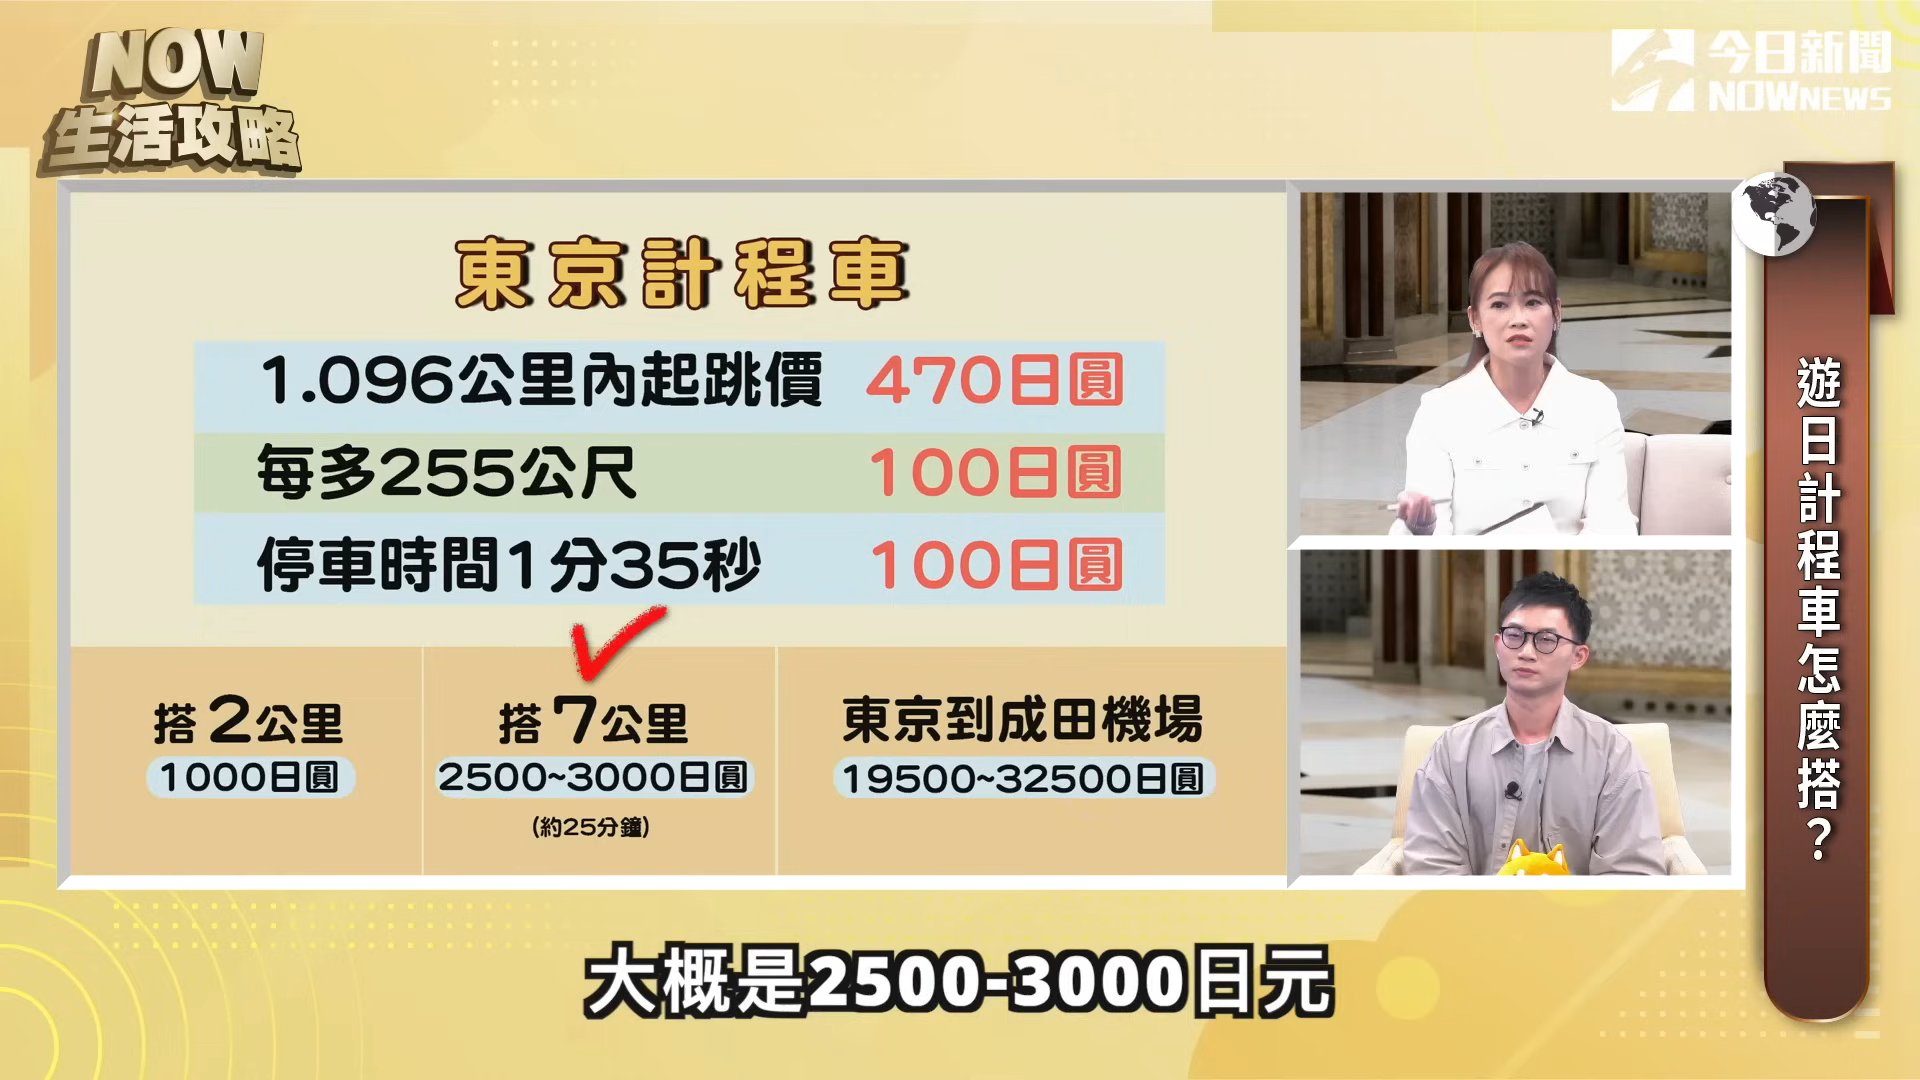 NOW
生活攻略
今日新聞
NOWNEWS
東京計程車
1.096公里內起跳價 470日圓
每多255公尺 100日圓
停車時間1分35秒 100日圓
搭2公里
1000日圓
搭7公里
2500~3000日圓
(約25分鐘)
東京到成田機場
19500~32500日圓
遊日計程車怎麼搭？
大概是2500-3000日元